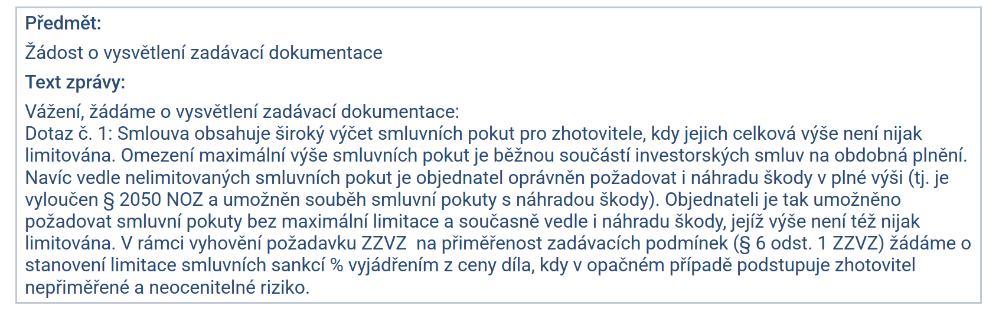 Předmět:
Žádost o vysvětlení zadávací dokumentace
Text zprávy:
Vážení, žádáme o vysvětlení zadávací dokumentace:
Dotaz č. 1: Smlouva obsahuje široký výčet smluvních pokut pro zhotovitele, kdy jejich celková výše není nijak
limitována. Omezení maximální výše smluvních pokut je běžnou součástí investorských smluv na obdobná plnění.
Navíc vedle nelimitovaných smluvních pokut je objednatel oprávněn požadovat i náhradu škody v plné výši (tj. je
vyloučen § 2050 NOZ a umožněn souběh smluvní pokuty s náhradou škody). Objednateli je tak umožněno
požadovat smluvní pokuty bez maximální limitace a současně vedle i náhradu škody, jejíž výše není též nijak
limitována. V rámci vyhovění požadavku ZZVZ  na přiměřenost zadávacích podmínek (§ 6 odst. 1 ZZVZ) žádáme o
stanovení limitace smluvních sankcí % vyjádřením z ceny díla, kdy v opačném případě podstupuje zhotovitel
nepřiměřené a neocenitelné riziko.